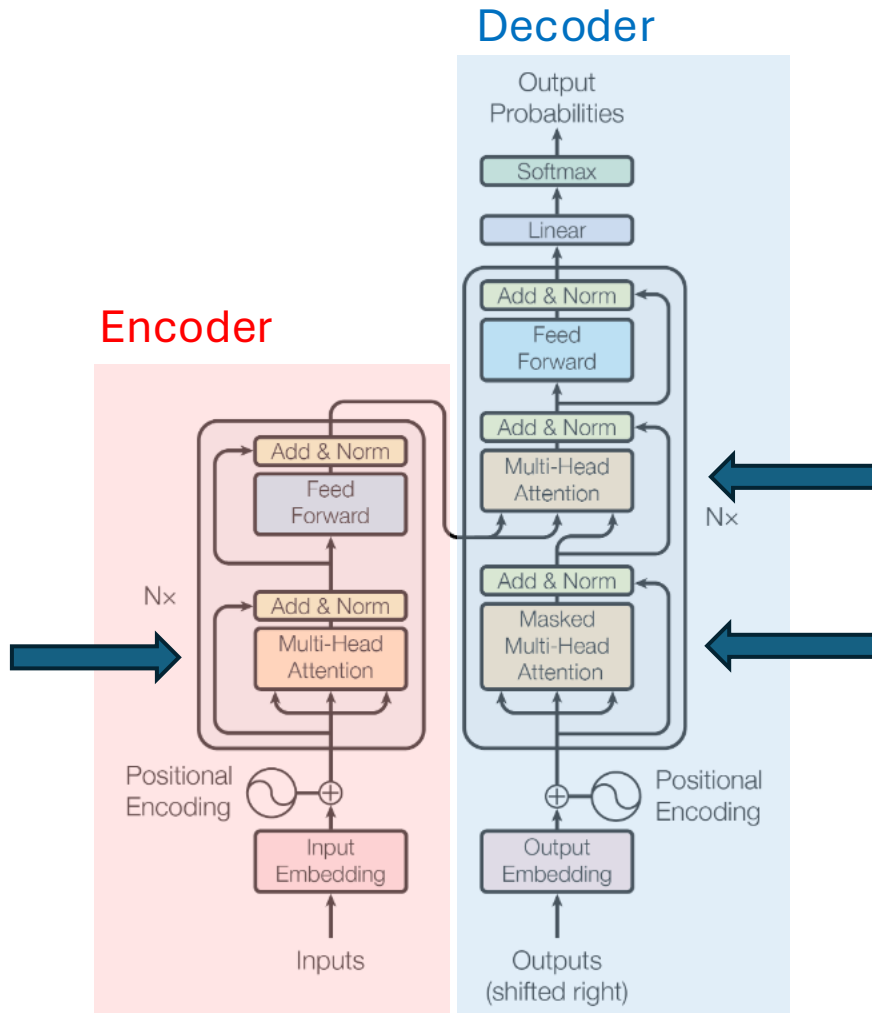 Decoder
Output
Probabilities
Softmax
Linear
Add & Norm
Feed
Forward
Add & Norm
Multi-Head
Attention
Nx
Add & Norm
Masked
Multi-Head
Attention
Positional
Encoding
Output
Embedding
Outputs
(shifted right)
Encoder
Add & Norm
Feed
Forward
Nx
Add & Norm
Multi-Head
Attention
Positional
Encoding
Input
Embedding
Inputs